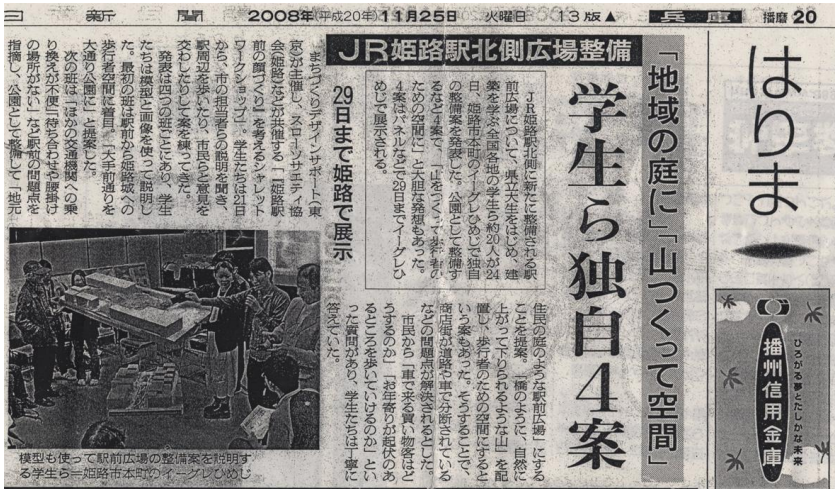 日 新聞 2008年(平成20年)11月25日 火曜日 13版▲ 兵庫 播磨 20
はりま
ひろがる夢とたしかな未来
播州信用金庫
JR姫路駅北側広場整備
「地域の庭に」「山つくって空間」
学生ら独自4案
29日まで姫路で展示
JR姫路駅北側に新たに整備される駅
前広場について、県立大生をはじめ、建
築を学ぶ全国各地の学生ら約20人が24
日、姫路市本町のイーグレひめじで独自
の整備案を発表した。公園として整備す
るなど4案で、「山をつくって歩行者の
ための空間に」と大胆な発想もあった。
4案はパネルなどで29日までイーグレひ
めじで展示される。
「まちづくりデザインサポート(東
京)が主催し、スローソサエティ協
会(姫路)などが共催する「姫路駅
前の顔づくり」を考えるシャレット
ワークショップ」。学生たちは21日
から、市の担当者らの説明を聞き、
駅周辺を歩いたり、市民らと意見を
交わしたりして案を練ってきた。
発表は四つの班ごとにあり、学生
たちは模型と画像を使って説明し
た。最初の班は駅前から姫路城への
歩行者空間に着目。「大手前通りを
大通り公園に」と提案した。
次の班は「ほかの交通機関への乗
り換えが不便」「待ち合わせや腰掛け
の場所がない」など駅前の問題点を
指摘し、公園として整備して「地元
住民の庭のような駅前広場」にする
ことを提案。「橋のように、自然に
上がって下りられるような山」を配
置し、歩行者のための空間にすると
いう案もあった。そうすることで、
商店街が道路や車で分断されている
などの問題点が解決されるとした。
市民から「車で来る買い物客はど
うするのか」「お年寄りが起伏のあ
るところを歩いていけるのか」とい
った質問があり、学生たちは丁寧に
答えていた。
模型も使って駅前広場の整備案を説明す
る学生ら＝姫路市本町のイーグレひめじ